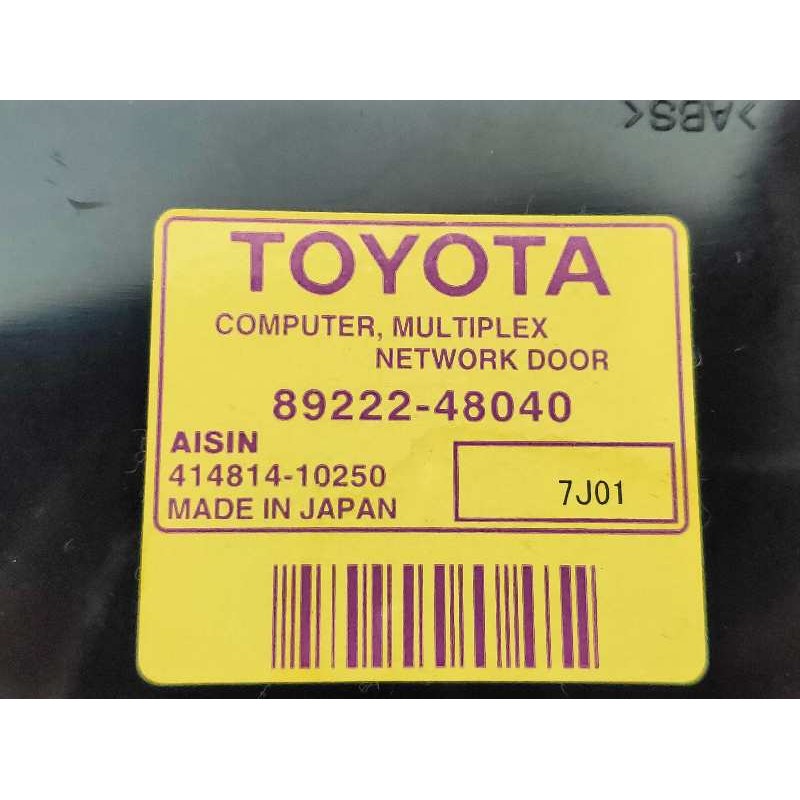 >ABS<
TOYOTA
COMPUTER, MULTIPLEX
NETWORK DOOR
89222-48040
AISIN
414814-10250
MADE IN JAPAN
7J01